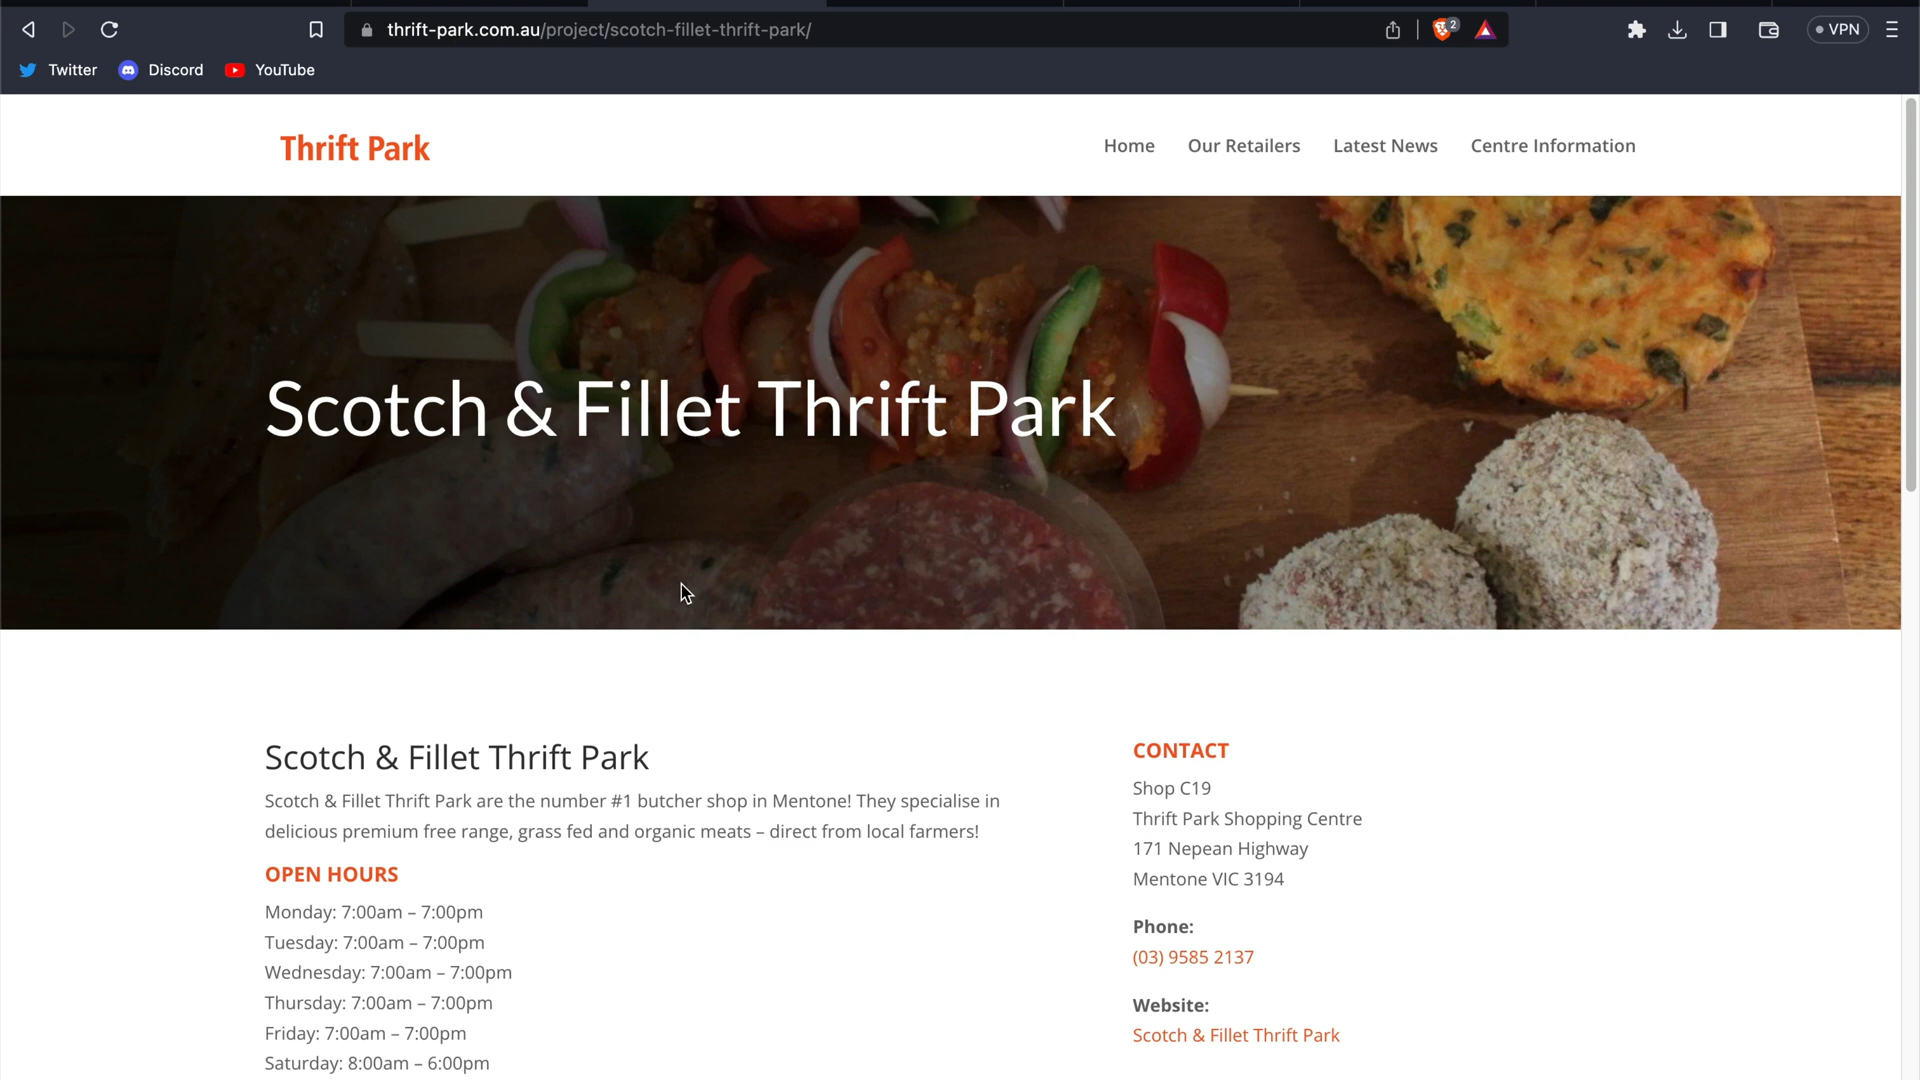 thrift-park.com.au/project/scotch-fillet-thrift-park/
2
VPN
Twitter
Discord
YouTube
Thrift Park
Home
Our Retailers
Latest News
Centre Information
Scotch & Fillet Thrift Park
Scotch & Fillet Thrift Park
Scotch & Fillet Thrift Park are the number #1 butcher shop in Mentone! They specialise in
delicious premium free range, grass fed and organic meats – direct from local farmers!
OPEN HOURS
Monday: 7:00am – 7:00pm
Tuesday: 7:00am – 7:00pm
Wednesday: 7:00am – 7:00pm
Thursday: 7:00am – 7:00pm
Friday: 7:00am – 7:00pm
Saturday: 8:00am – 6:00pm
CONTACT
Shop C19
Thrift Park Shopping Centre
171 Nepean Highway
Mentone VIC 3194
Phone:
(03) 9585 2137
Website:
Scotch & Fillet Thrift Park